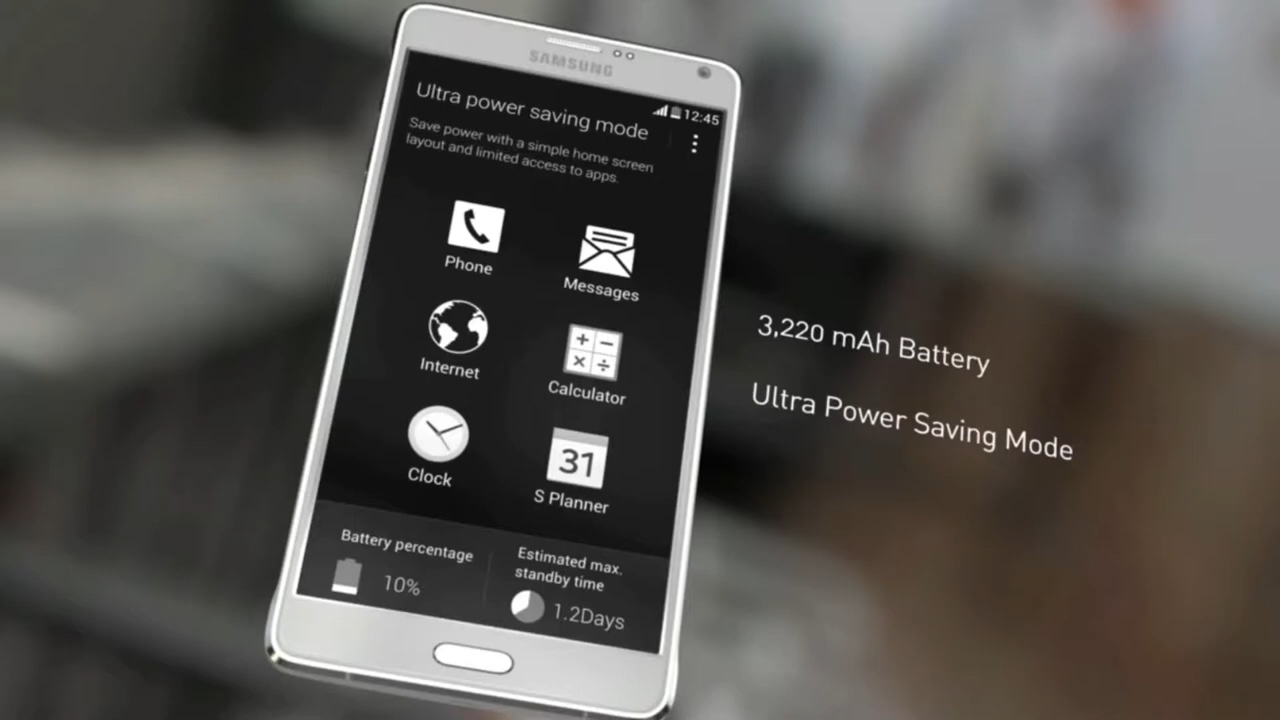 SAMSUNG
12:45
Ultra power saving mode
Save power with a simple home screen
layout and limited access to apps.
Phone
Messages
Internet
Calculator
Clock
31
S Planner
Battery percentage
10%
Estimated max.
standby time
1.2Days
3,220 mAh Battery
Ultra Power Saving Mode